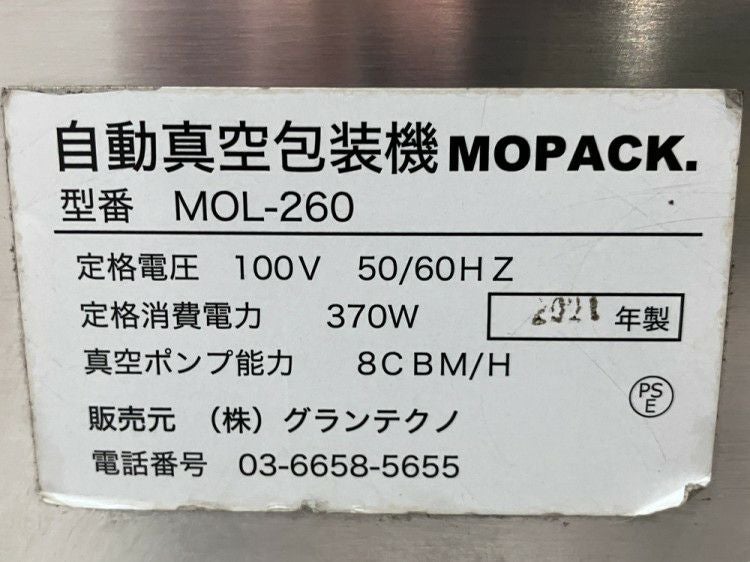 自動真空包装機 MOPACK.
型番 MOL-260
定格電圧 100V 50/60HZ
定格消費電力 370W 2021 年製
真空ポンプ能力 8CBM/H
PS
E
販売元 (株) グランテクノ
電話番号 03-6658-5655